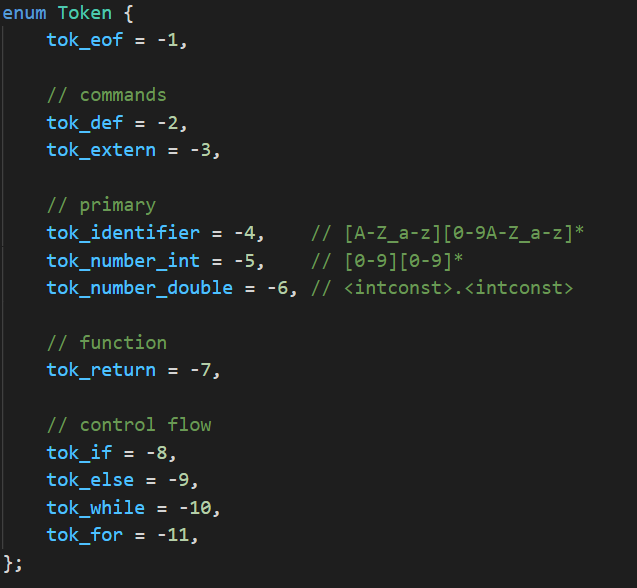 enum Token {
tok_eof = -1,
// commands
tok_def = -2,
tok_extern = -3,
// primary
tok_identifier = -4,    // [A-Z_a-z][0-9A-Z_a-z]*
tok_number_int = -5,    // [0-9][0-9]*
tok_number_double = -6, // <intconst>.<intconst>
// function
tok_return = -7,
// control flow
tok_if = -8,
tok_else = -9,
tok_while = -10,
tok_for = -11,
};